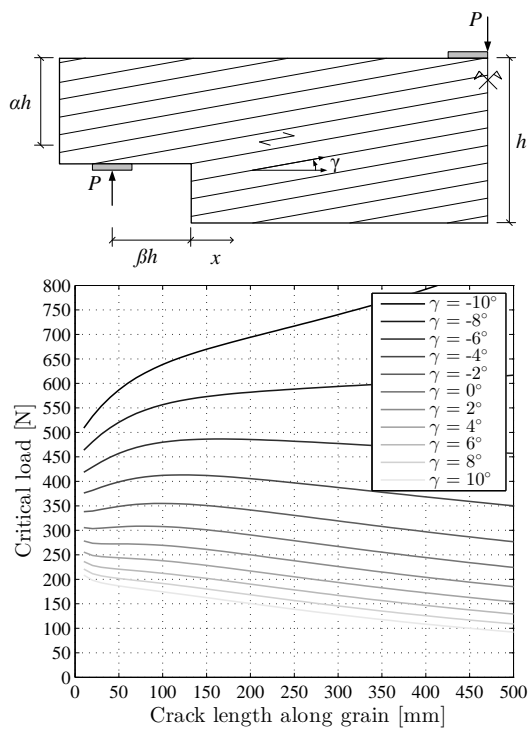 P
αh
h
γ
P
βh
x
800
750
700
650
600
550
500
450
400
350
300
250
200
150
100
50
0
Critical load [N]
γ = -10°
γ = -8°
γ = -6°
γ = -4°
γ = -2°
γ = 0°
γ = 2°
γ = 4°
γ = 6°
γ = 8°
γ = 10°
0 50 100 150 200 250 300 350 400 450 500
Crack length along grain [mm]